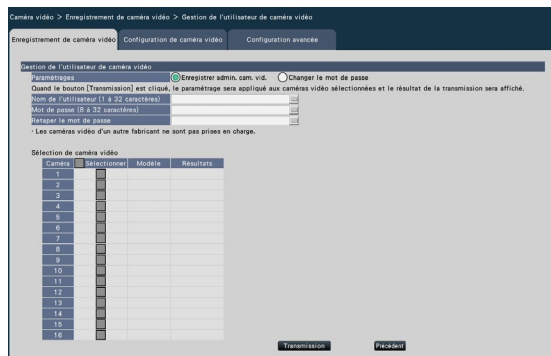 Caméra vidéo > Enregistrement de caméra vidéo > Gestion de l'utilisateur de caméra vidéo
Enregistrement de caméra vidéo Configuration de caméra vidéo Configuration avancée
Gestion de l'utilisateur de caméra vidéo
Paramétrages Enregistrer admin. cam. vid. Changer le mot de passe
Quand le bouton [Transmission] est cliqué, le paramétrage sera appliqué aux caméras vidéo sélectionnées et le résultat de la transmission sera affiché.
Nom de l'utilisateur (1 à 32 caractères)
Mot de passe (8 à 32 caractères)
Retaper le mot de passe
· Les caméras vidéo d'un autre fabricant ne sont pas prises en charge.
Sélection de caméra vidéo
Caméra Sélectionner Modèle Résultats
1
2
3
4
5
6
7
8
9
10
11
12
13
14
15
16
Transmission Précédent